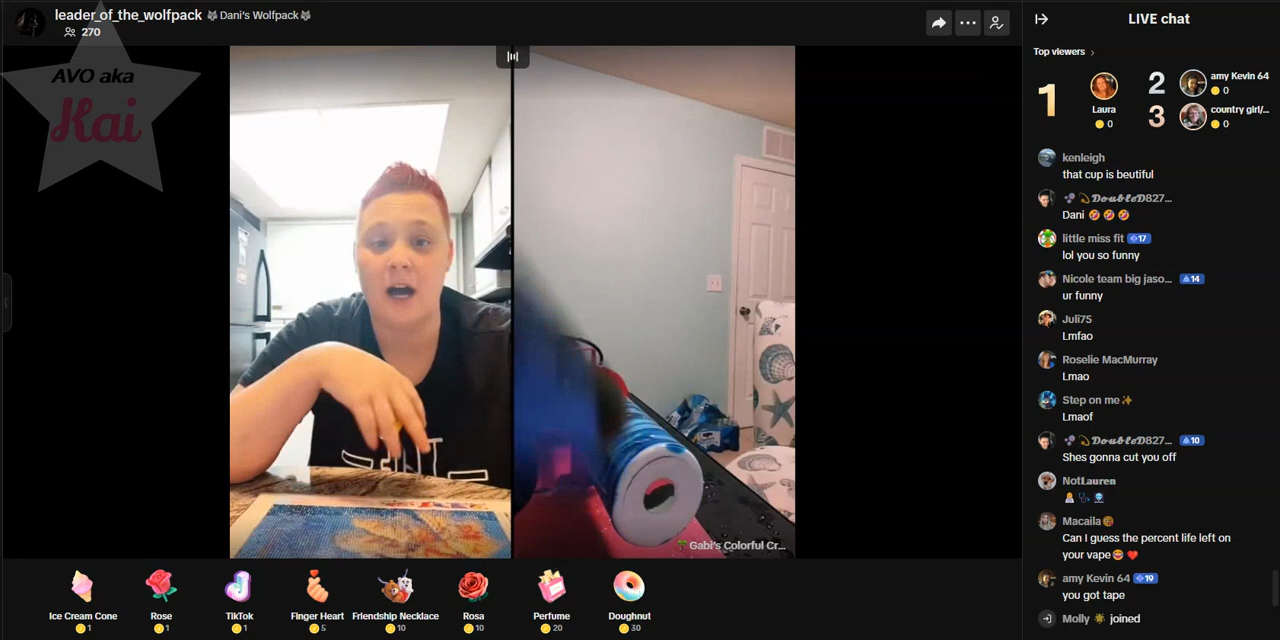 leader_of_the_wolfpack 🐺Dani's Wolfpack🐺
270
AVO aka
Kai
LIVE chat
Top viewers >
1
Laura
0
2
amy Kevin 64
0
3
country girl/...
0
kenleigh
that cup is beutiful
𝓓𝓸𝓾𝓫𝓵𝓮𝓓827...
Dani 🤣🤣🤣
little miss fit 17
lol you so funny
Nicole team big jaso... 14
ur funny
Juli75
Lmfao
Roselie MacMurray
Lmao
Step on me✨
Lmaof
𝓓𝓸𝓾𝓫𝓵𝓮𝓓827... 10
Shes gonna cut you off
Not𝐋𝐚𝐮𝐫𝐞𝐧
Macaila🍪
Can I guess the percent life left on
your vape😆❤️
amy Kevin 64 19
you got tape
Molly joined
🌴Gabi's Colorful Cr...
Ice Cream Cone
1
Rose
1
TikTok
1
Finger Heart
5
Friendship Necklace
10
Rosa
10
Perfume
20
Doughnut
30